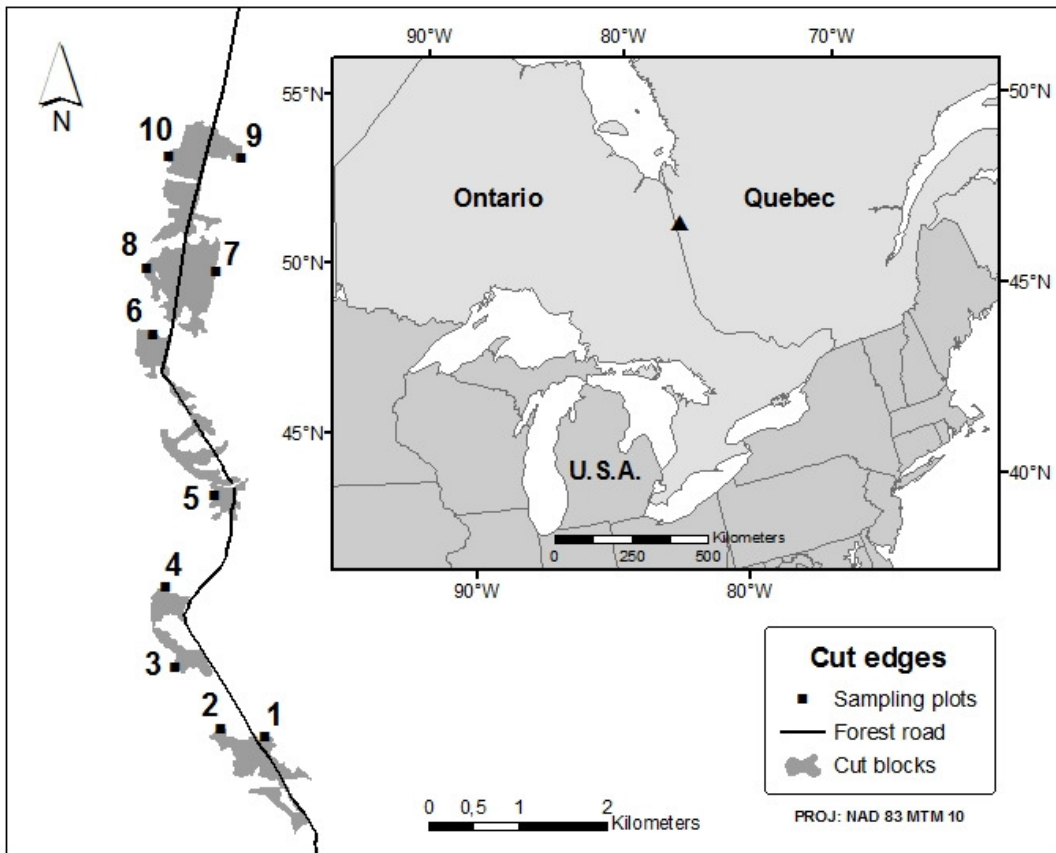 90°W 80°W 70°W
N
55°N 50°N
10 9
Ontario Quebec
8 7
50°N 45°N
6
45°N 40°N
U.S.A.
5
Kilometers
0 250 500
4
90°W 80°W
3
Cut edges
Sampling plots
2 1
Forest road
Cut blocks
0 0,5 1 2
Kilometers
PROJ: NAD 83 MTM 10